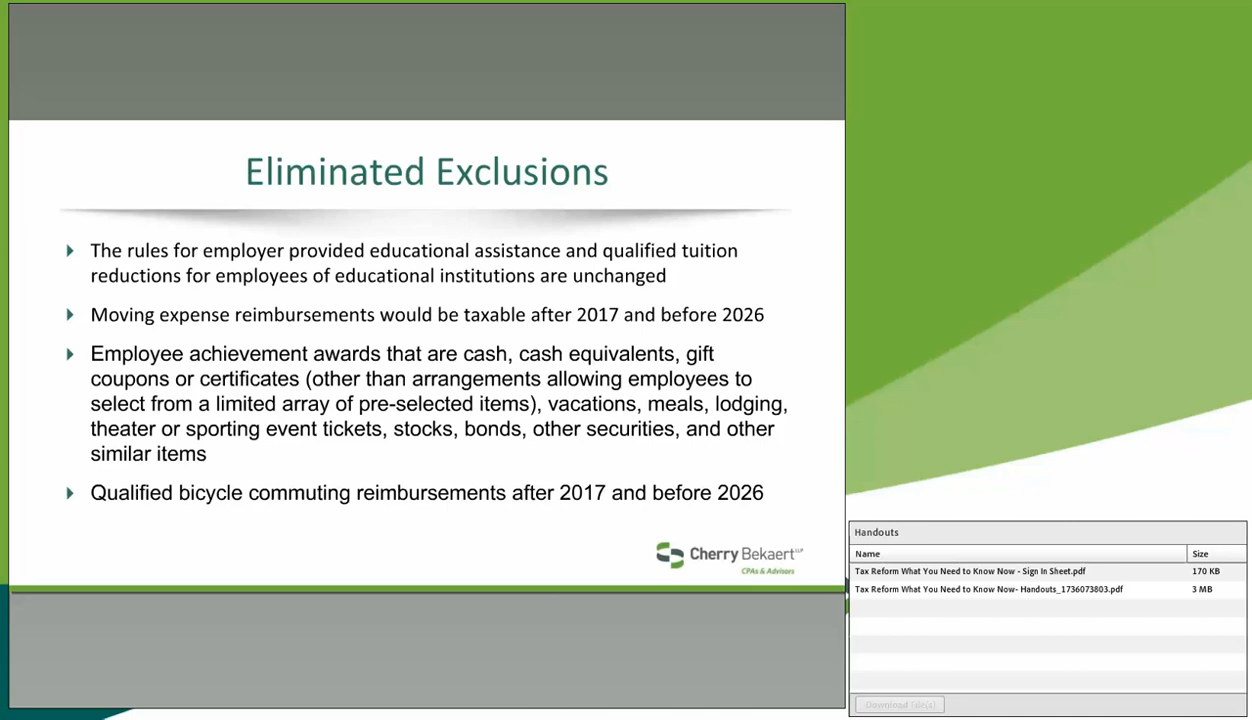 Eliminated Exclusions
The rules for employer provided educational assistance and qualified tuition
reductions for employees of educational institutions are unchanged
Moving expense reimbursements would be taxable after 2017 and before 2026
Employee achievement awards that are cash, cash equivalents, gift
coupons or certificates (other than arrangements allowing employees to
select from a limited array of pre-selected items), vacations, meals, lodging,
theater or sporting event tickets, stocks, bonds, other securities, and other
similar items
Qualified bicycle commuting reimbursements after 2017 and before 2026
Cherry Bekaert LLP
CPAs & Advisors
Handouts
Name Size
Tax Reform What You Need to Know Now - Sign In Sheet.pdf 170 KB
Tax Reform What You Need to Know Now- Handouts_1736073803.pdf 3 MB
Download File(s)